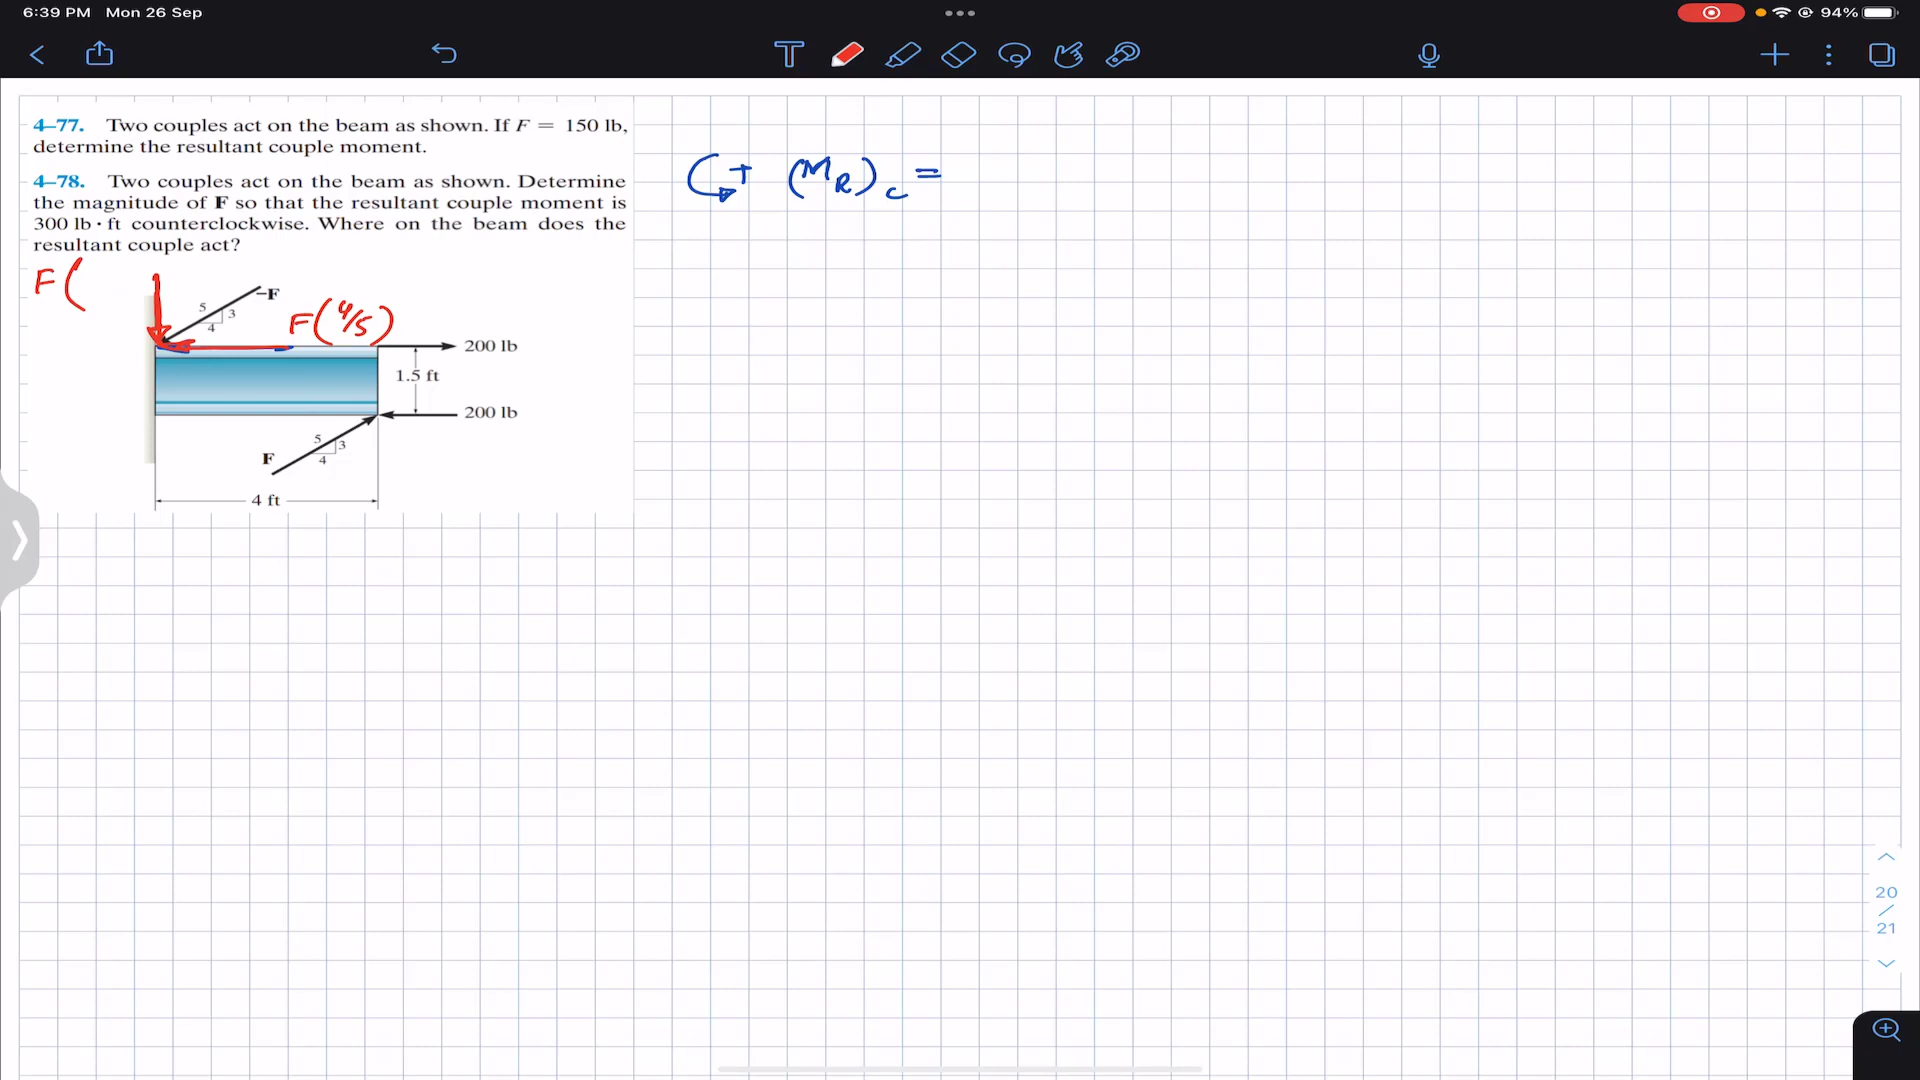 6:39 PM Mon 26 Sep
94%
4–77. Two couples act on the beam as shown. If F = 150 lb,
determine the resultant couple moment.
4–78. Two couples act on the beam as shown. Determine
the magnitude of F so that the resultant couple moment is
300 lb · ft counterclockwise. Where on the beam does the
resultant couple act?
+ (M_R)_C =
F(
–F
5
3
4
F(4/5)
200 lb
1.5 ft
200 lb
5
3
4
F
4 ft
20
/
21